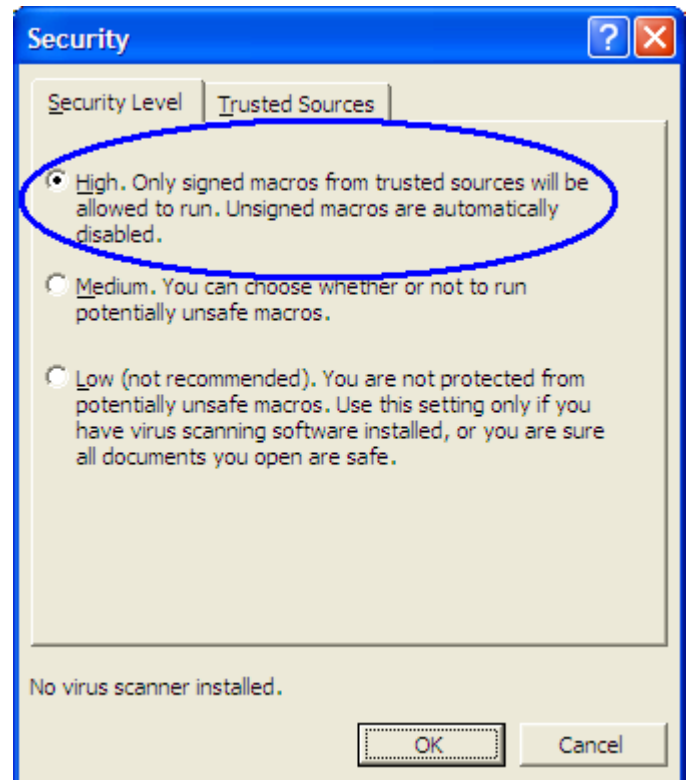 Security
?
Security Level Trusted Sources
High. Only signed macros from trusted sources will be
allowed to run. Unsigned macros are automatically
disabled.
Medium. You can choose whether or not to run
potentially unsafe macros.
Low (not recommended). You are not protected from
potentially unsafe macros. Use this setting only if you
have virus scanning software installed, or you are sure
all documents you open are safe.
No virus scanner installed.
OK Cancel